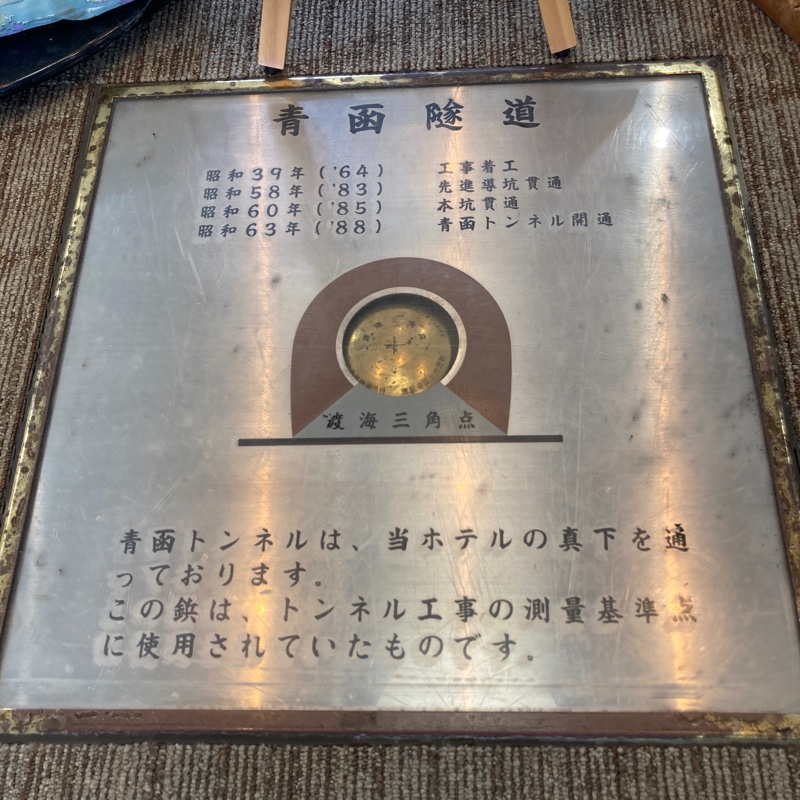 青函隧道
昭和39年('64) 工事着工
昭和58年('83) 先進導坑貫通
昭和60年('85) 本坑貫通
昭和63年('88) 青函トンネル開通
渡海三角点
青函トンネルは、当ホテルの真下を通
っております。
この鋲は、トンネル工事の測量基準点
に使用されていたものです。